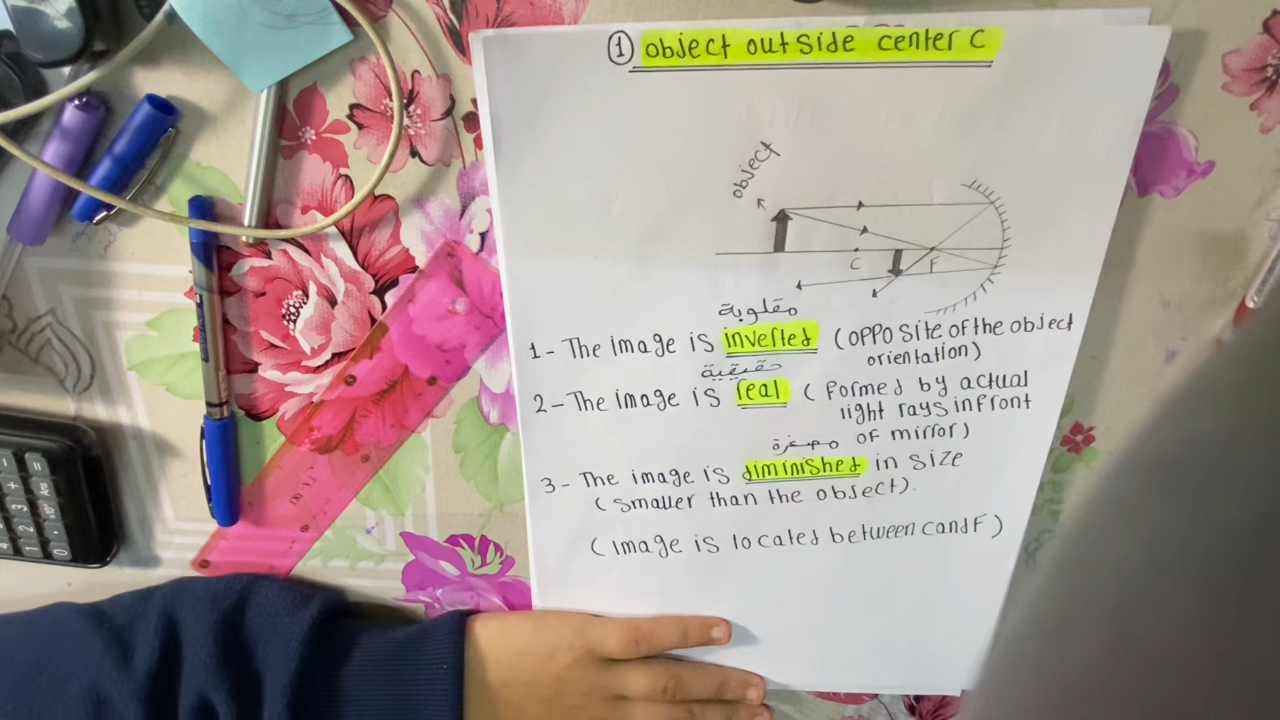 ① object outside center C
object
C
F
مقلوبة
1- The image is inverted (opposite of the object
orientation)
حقيقية
2- The image is real (formed by actual
light rays in front
of mirror)
مصغرة
3- The image is diminished in size
(smaller than the object).
(image is located between c and F)